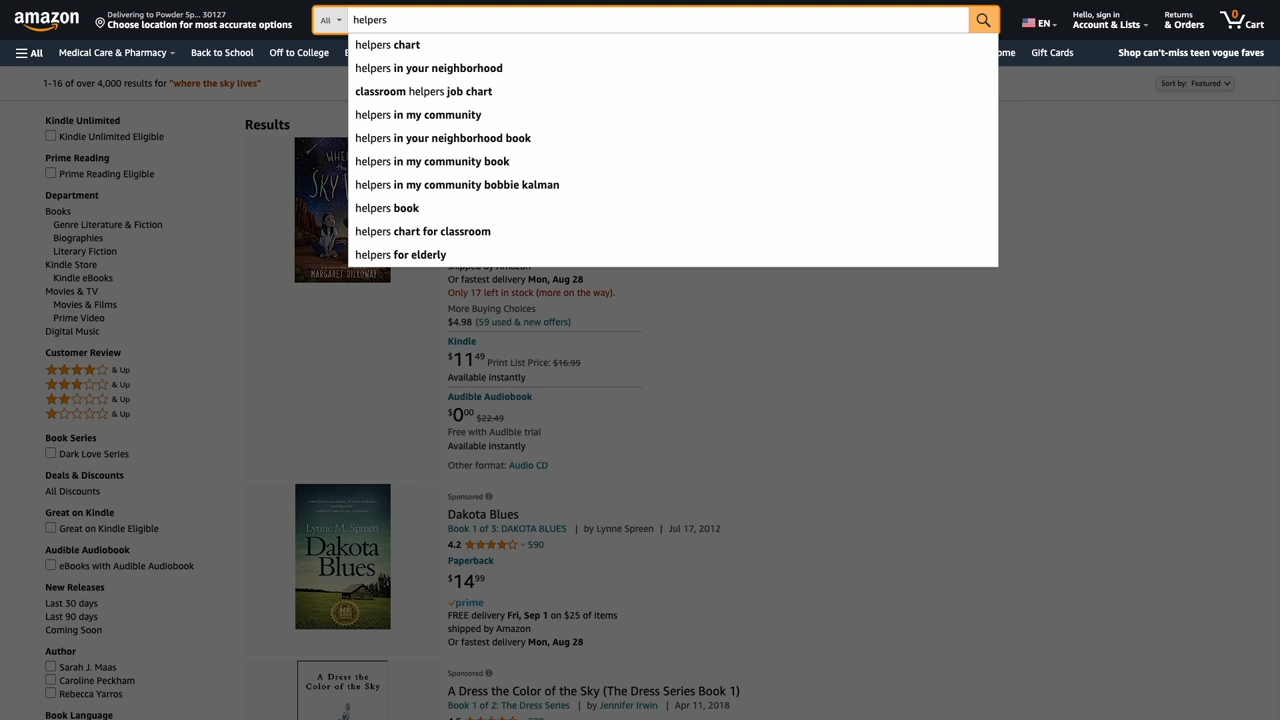 amazon
Delivering to Powder Sp... 30127
Choose location for most accurate o
All
helpers
EN
Hello, sign in
Account & Lists
Returns
& Orders
0
Cart
All
Medical Care & Pharmacy
Back to School
Off to College
ome
Gift Cards
Shop can't-miss teen vogue faves
helpers chart
helpers in your neighborhood
classroom helpers job chart
helpers in my community
helpers in your neighborhood book
helpers in my community book
helpers in my community bobbie kalman
helpers book
helpers chart for classroom
helpers for elderly
1-16 of over 4,000 results for "where the sky lives"
Sort by: Featured
Kindle Unlimited
Kindle Unlimited Eligible
Prime Reading
Prime Reading Eligible
Department
Books
Genre Literature & Fiction
Biographies
Literary Fiction
Kindle Store
Kindle eBooks
Movies & TV
Movies & Films
Prime Video
Digital Music
Customer Review
& Up
& Up
& Up
& Up
Book Series
Dark Love Series
Deals & Discounts
All Discounts
Great on Kindle
Great on Kindle Eligible
Audible Audiobook
eBooks with Audible Audiobook
New Releases
Last 30 days
Last 90 days
Coming Soon
Author
Sarah J. Maas
Caroline Peckham
Rebecca Yarros
Book Language
Results
MARGARET DILLOWAY
shipped by Amazon
Or fastest delivery Mon, Aug 28
Only 17 left in stock (more on the way).
More Buying Choices
$4.98 (59 used & new offers)
Kindle
$11 49 Print List Price: $16.99
Available instantly
Audible Audiobook
$0 00 $22.49
Free with Audible trial
Available instantly
Other format: Audio CD
Lynne M. Spreen
Dakota
Blues
Sponsored
Dakota Blues
Book 1 of 3: DAKOTA BLUES | by Lynne Spreen | Jul 17, 2012
4.2 590
Paperback
$14 99
prime
FREE delivery Fri, Sep 1 on $25 of items
shipped by Amazon
Or fastest delivery Mon, Aug 28
A Dress the
Color of the Sky
Sponsored
A Dress the Color of the Sky (The Dress Series Book 1)
Book 1 of 2: The Dress Series | by Jennifer Irwin | Apr 11, 2018